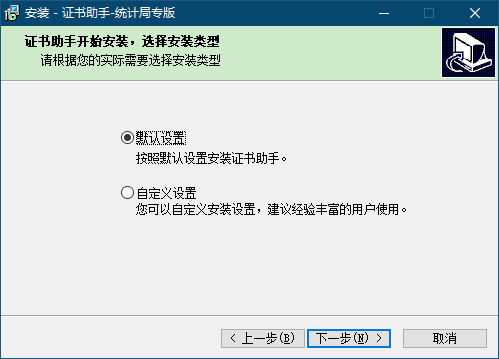 安装 - 证书助手-统计局专版
证书助手开始安装，选择安装类型
请根据您的实际需要选择安装类型
默认设置
按照默认设置安装证书助手。
自定义设置
您可以自定义安装设置，建议经验丰富的用户使用。
< 上一步(B)
下一步(N) >
取消